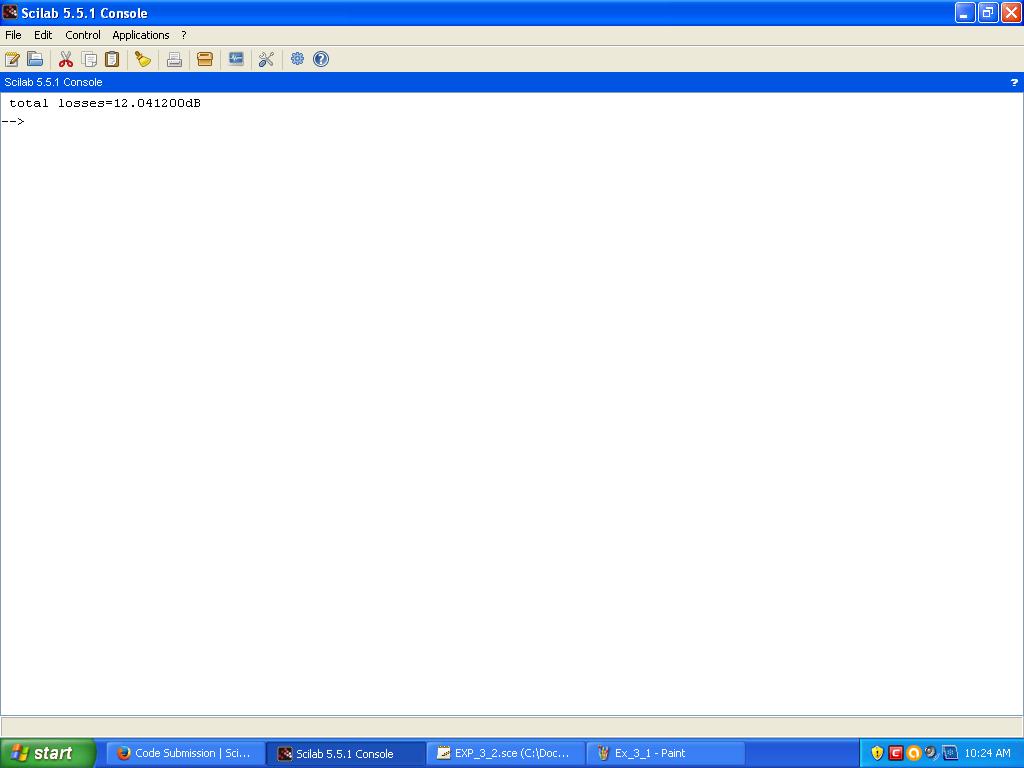 Scilab 5.5.1 Console
File Edit Control Applications ?
Scilab 5.5.1 Console ?
total losses=12.041200dB
-->
start Code Submission | Sci... Scilab 5.5.1 Console EXP_3_2.sce (C:\Doc... Ex_3_1 - Paint 10:24 AM